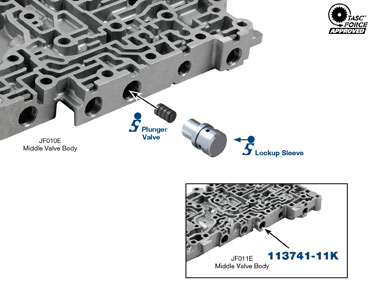 TASC
FORCE
APPROVED
Plunger
Valve
JF010E
Middle Valve Body
Lockup Sleeve
113741-11K
JF011E
Middle Valve Body